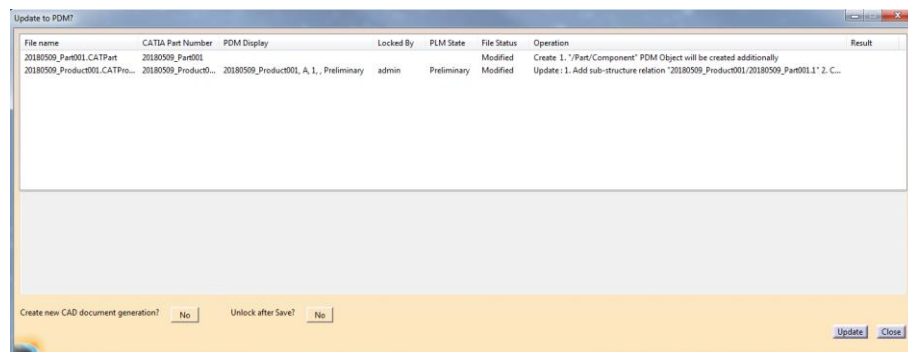 Update to PDM?
File name CATIA Part Number PDM Display Locked By PLM State File Status Operation Result
20180509_Part001.CATPart 20180509_Part001 Modified Create 1. "/Part/Component" PDM Object will be created additionally
20180509_Product001.CATPro... 20180509_Product0... 20180509_Product001, A, 1, , Preliminary admin Preliminary Modified Update : 1. Add sub-structure relation "20180509_Product001/20180509_Part001.1" 2. C...
Create new CAD document generation? No Unlock after Save? No
Update Close